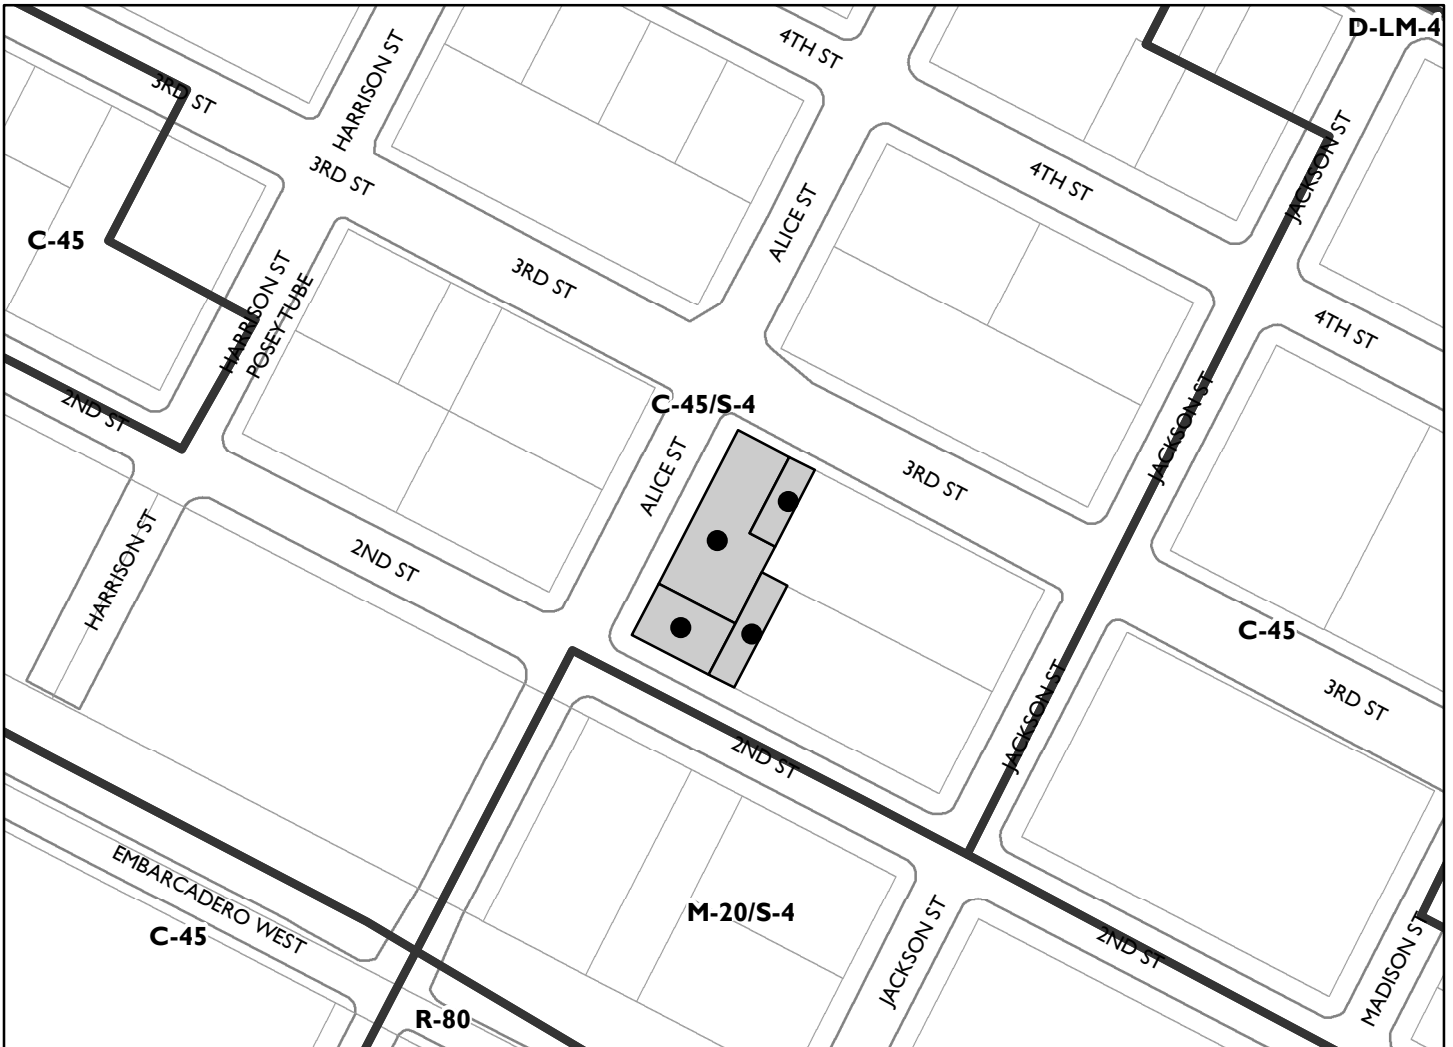 D-LM-4
4TH ST
HARRISON ST
3RD ST
3RD ST
4TH ST
JACKSON ST
ALICE ST
C-45
3RD ST
HARRISON ST
POSEY TUBE
4TH ST
2ND ST
C-45/S-4
JACKSON ST
ALICE ST
3RD ST
HARRISON ST
2ND ST
C-45
JACKSON ST
3RD ST
2ND ST
EMBARCADERO WEST
M-20/S-4
C-45
JACKSON ST
2ND ST
MADISON ST
R-80